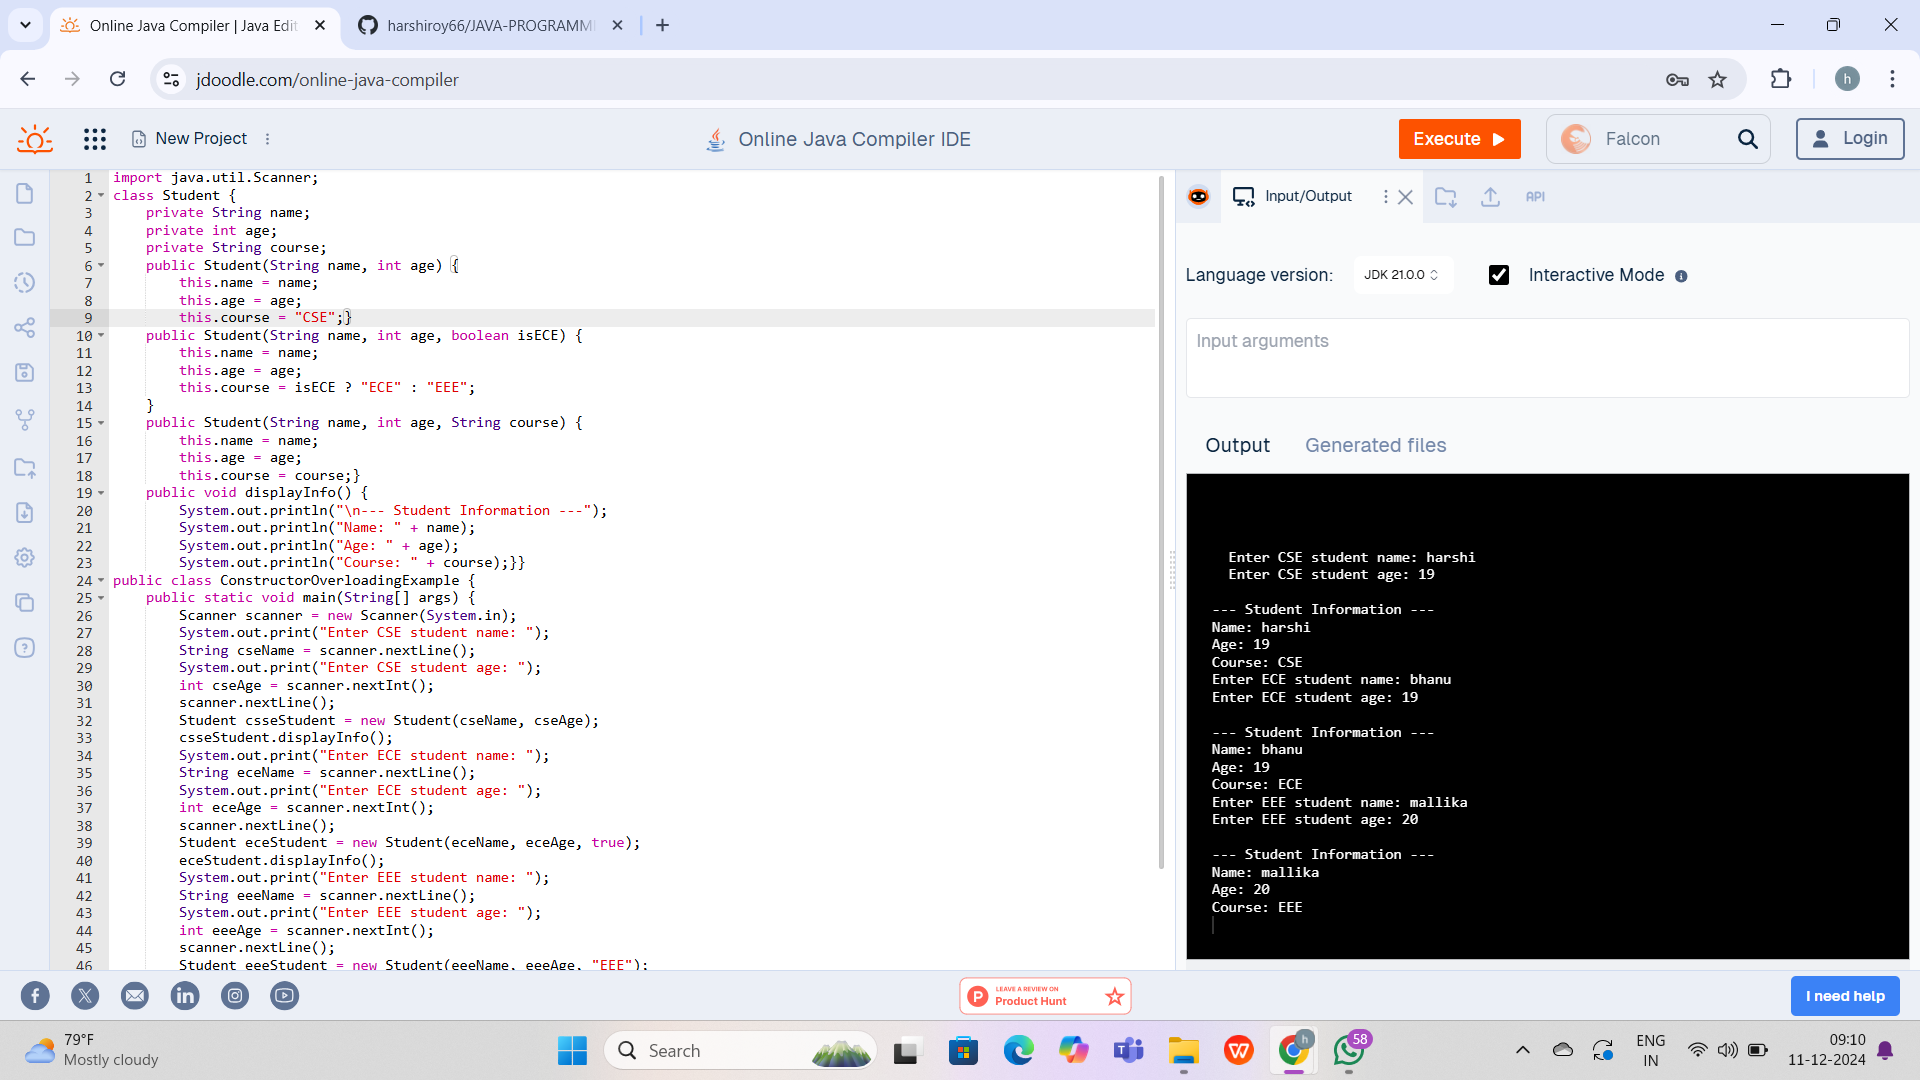 Online Java Compiler | Java Edit
harshiroy66/JAVA-PROGRAMM
jdoodle.com/online-java-compiler
h
New Project
Online Java Compiler IDE
Execute
Falcon
Login
1 import java.util.Scanner;
2 class Student {
3     private String name;
4     private int age;
5     private String course;
6     public Student(String name, int age) {
7         this.name = name;
8         this.age = age;
9         this.course = "CSE";}
10     public Student(String name, int age, boolean isECE) {
11         this.name = name;
12         this.age = age;
13         this.course = isECE ? "ECE" : "EEE";
14     }
15     public Student(String name, int age, String course) {
16         this.name = name;
17         this.age = age;
18         this.course = course;}
19     public void displayInfo() {
20         System.out.println("\n--- Student Information ---");
21         System.out.println("Name: " + name);
22         System.out.println("Age: " + age);
23         System.out.println("Course: " + course);}}
24 public class ConstructorOverloadingExample {
25     public static void main(String[] args) {
26         Scanner scanner = new Scanner(System.in);
27         System.out.print("Enter CSE student name: ");
28         String cseName = scanner.nextLine();
29         System.out.print("Enter CSE student age: ");
30         int cseAge = scanner.nextInt();
31         scanner.nextLine();
32         Student csseStudent = new Student(cseName, cseAge);
33         csseStudent.displayInfo();
34         System.out.print("Enter ECE student name: ");
35         String eceName = scanner.nextLine();
36         System.out.print("Enter ECE student age: ");
37         int eceAge = scanner.nextInt();
38         scanner.nextLine();
39         Student eceStudent = new Student(eceName, eceAge, true);
40         eceStudent.displayInfo();
41         System.out.print("Enter EEE student name: ");
42         String eeeName = scanner.nextLine();
43         System.out.print("Enter EEE student age: ");
44         int eeeAge = scanner.nextInt();
45         scanner.nextLine();
46         Student eeeStudent = new Student(eeeName, eeeAge, "EEE");
Input/Output
API
Language version: JDK 21.0.0 Interactive Mode
Input arguments
Output Generated files
Enter CSE student name: harshi
Enter CSE student age: 19
--- Student Information ---
Name: harshi
Age: 19
Course: CSE
Enter ECE student name: bhanu
Enter ECE student age: 19
--- Student Information ---
Name: bhanu
Age: 19
Course: ECE
Enter EEE student name: mallika
Enter EEE student age: 20
--- Student Information ---
Name: mallika
Age: 20
Course: EEE
LEAVE A REVIEW ON
Product Hunt
I need help
79°F
Mostly cloudy
Search
h
58
ENG
IN
09:10
11-12-2024